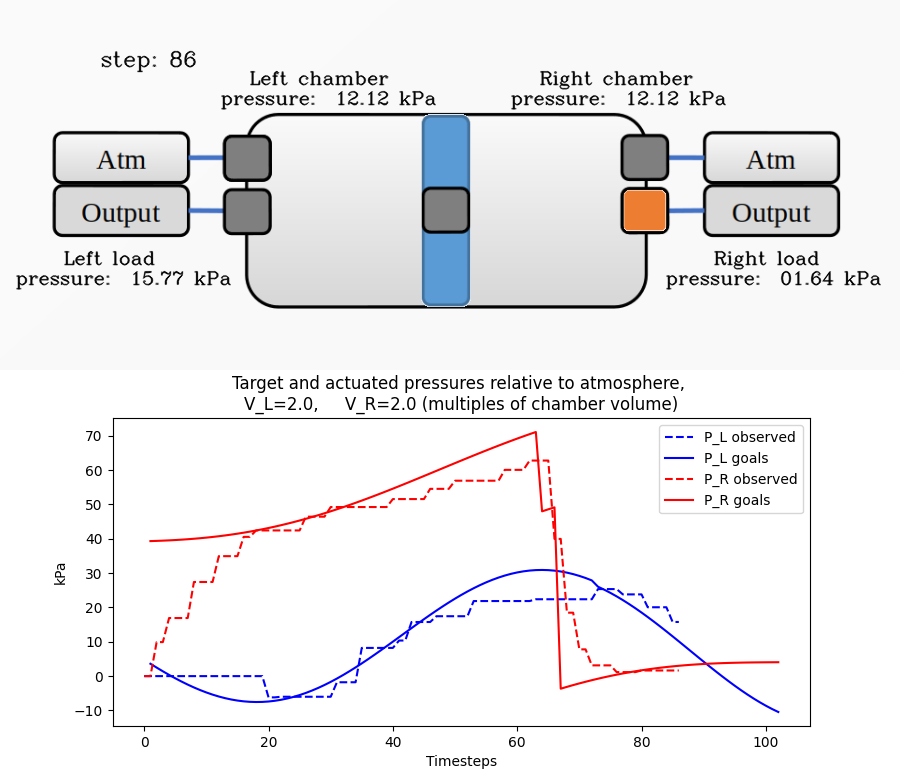 step: 86
Left chamber
pressure:  12.12 kPa
Right chamber
pressure:  12.12 kPa
Atm
Output
Atm
Output
Left load
pressure:  15.77 kPa
Right load
pressure:  01.64 kPa
Target and actuated pressures relative to atmosphere,
V_L=2.0,     V_R=2.0 (multiples of chamber volume)
P_L observed
P_L goals
P_R observed
P_R goals
kPa
70
60
50
40
30
20
10
0
−10
0 20 40 60 80 100
Timesteps